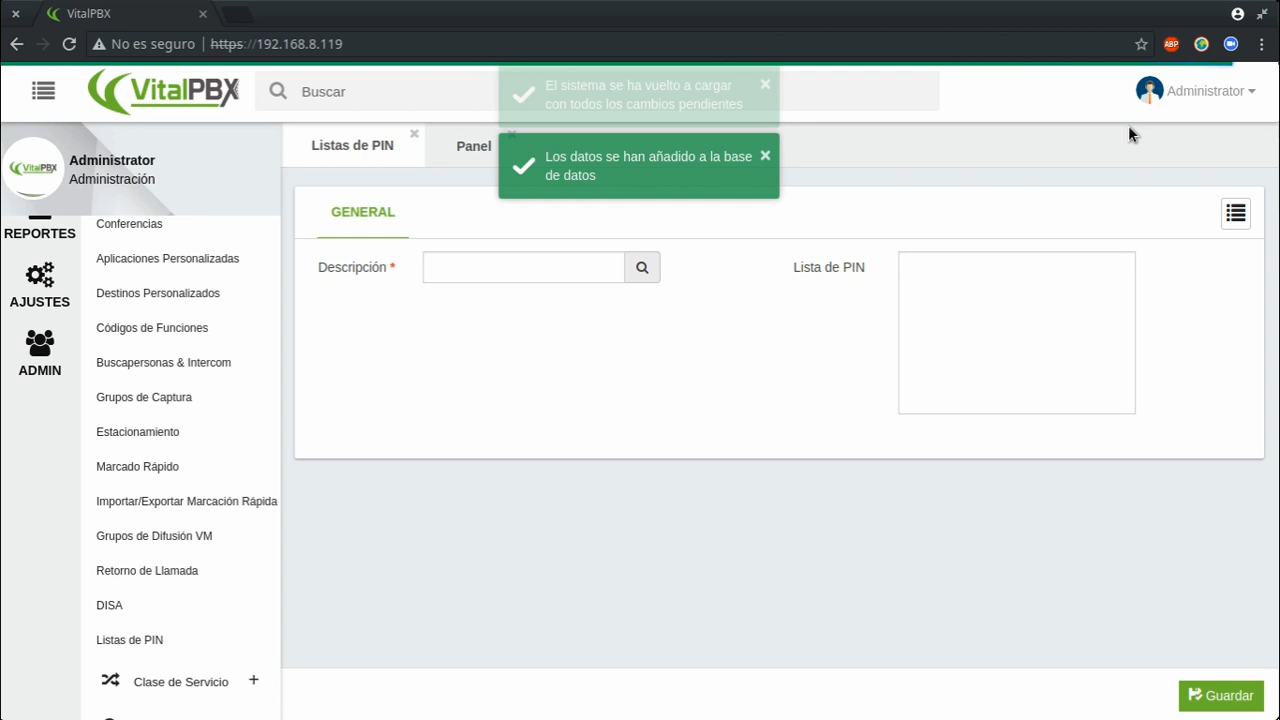 VitalPBX
No es seguro
https://192.168.8.119
ABP
VitalPBX
Buscar
El sistema se ha vuelto a cargar
con todos los cambios pendientes
Administrator
Administrator
Administración
VitalPBX
Listas de PIN
Panel
Los datos se han añadido a la base
de datos
GENERAL
Descripción *
Lista de PIN
REPORTES
AJUSTES
ADMIN
Conferencias
Aplicaciones Personalizadas
Destinos Personalizados
Códigos de Funciones
Buscapersonas & Intercom
Grupos de Captura
Estacionamiento
Marcado Rápido
Importar/Exportar Marcación Rápida
Grupos de Difusión VM
Retorno de Llamada
DISA
Listas de PIN
Clase de Servicio +
Guardar